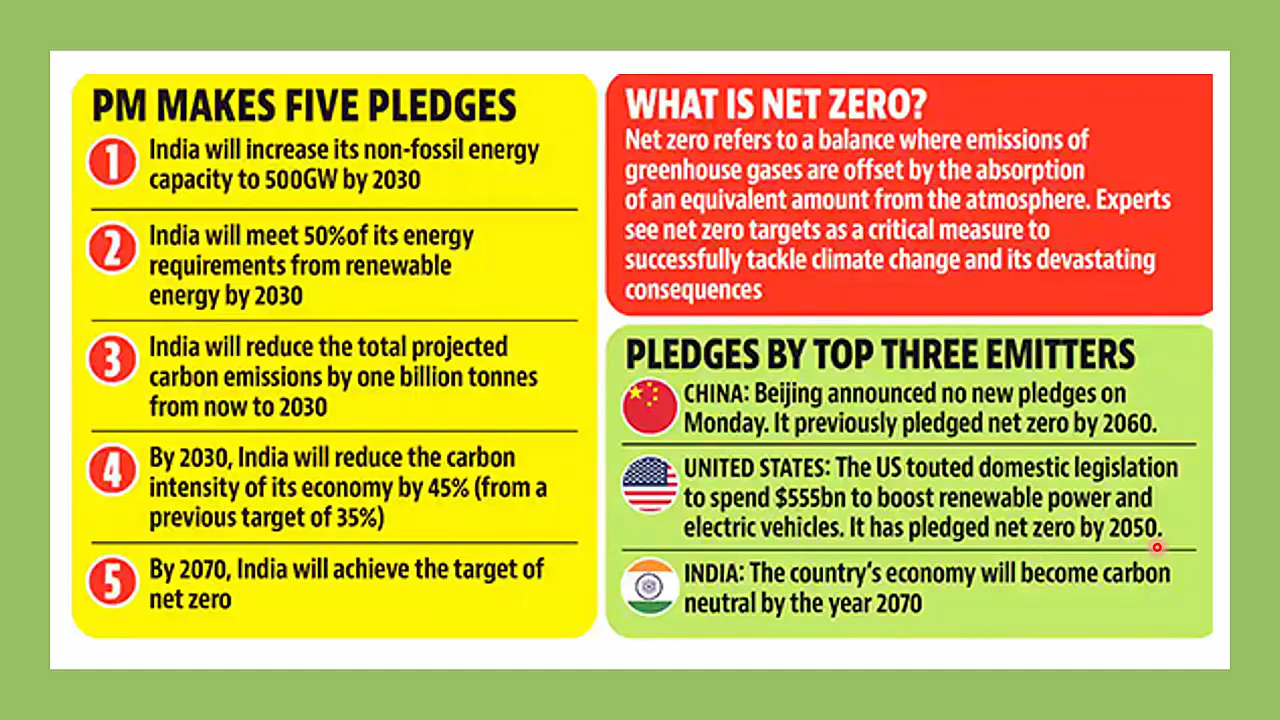 PM MAKES FIVE PLEDGES
1
India will increase its non-fossil energy
capacity to 500GW by 2030
2
India will meet 50%of its energy
requirements from renewable
energy by 2030
3
India will reduce the total projected
carbon emissions by one billion tonnes
from now to 2030
4
By 2030, India will reduce the carbon
intensity of its economy by 45% (from a
previous target of 35%)
5
By 2070, India will achieve the target of
net zero
WHAT IS NET ZERO?
Net zero refers to a balance where emissions of
greenhouse gases are offset by the absorption
of an equivalent amount from the atmosphere. Experts
see net zero targets as a critical measure to
successfully tackle climate change and its devastating
consequences
PLEDGES BY TOP THREE EMITTERS
CHINA: Beijing announced no new pledges on
Monday. It previously pledged net zero by 2060.
UNITED STATES: The US touted domestic legislation
to spend $555bn to boost renewable power and
electric vehicles. It has pledged net zero by 2050.
INDIA: The country's economy will become carbon
neutral by the year 2070